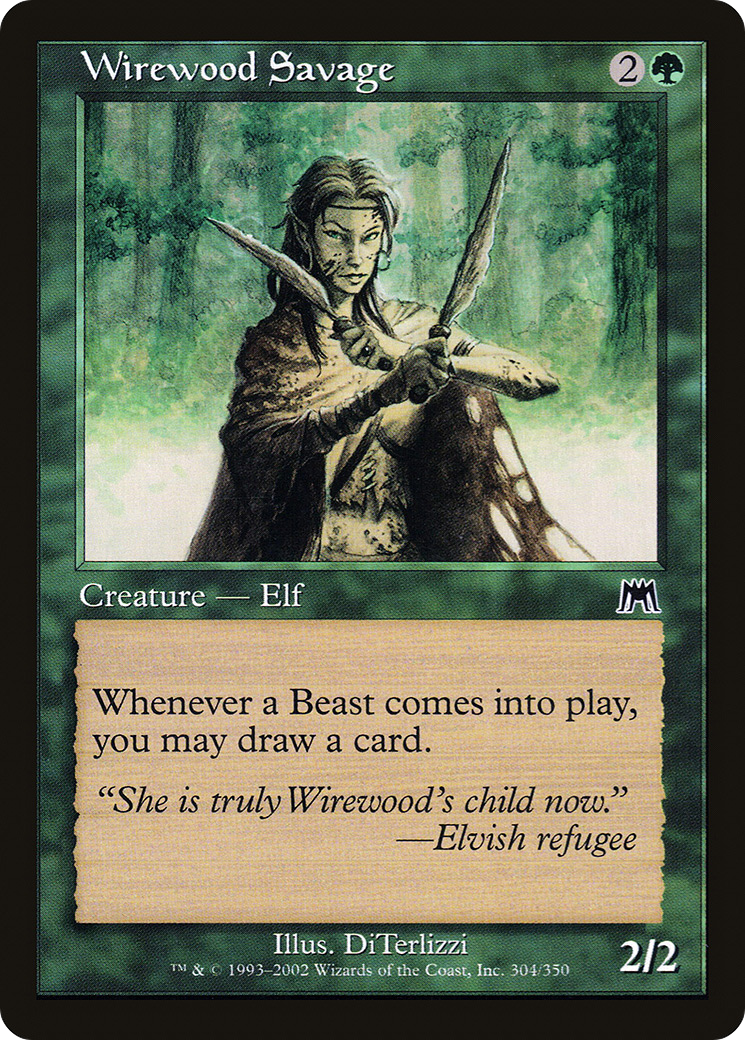 Wirewood Savage 2
Creature — Elf
Whenever a Beast comes into play,
you may draw a card.
“She is truly Wirewood’s child now.”
—Elvish refugee
Illus. DiTerlizzi
™ & © 1993–2002 Wizards of the Coast, Inc. 304/350
2/2